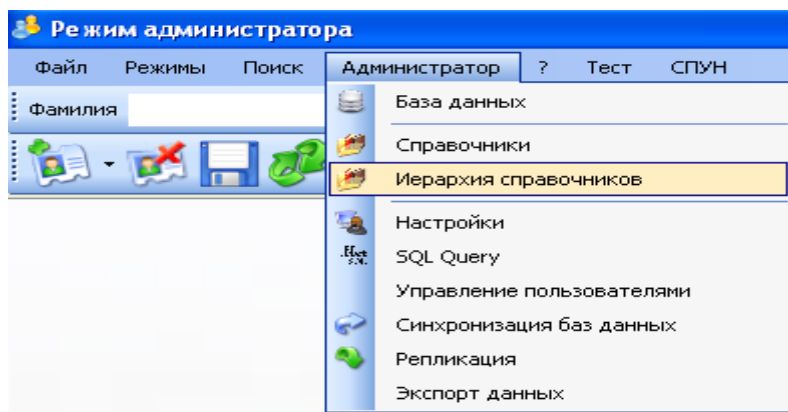 Режим администратора
Файл Режимы Поиск Администратор ? Тест СПУН
Фамилия
База данных
Справочники
Иерархия справочников
Настройки
SQL Query
Управление пользователями
Синхронизация баз данных
Репликация
Экспорт данных